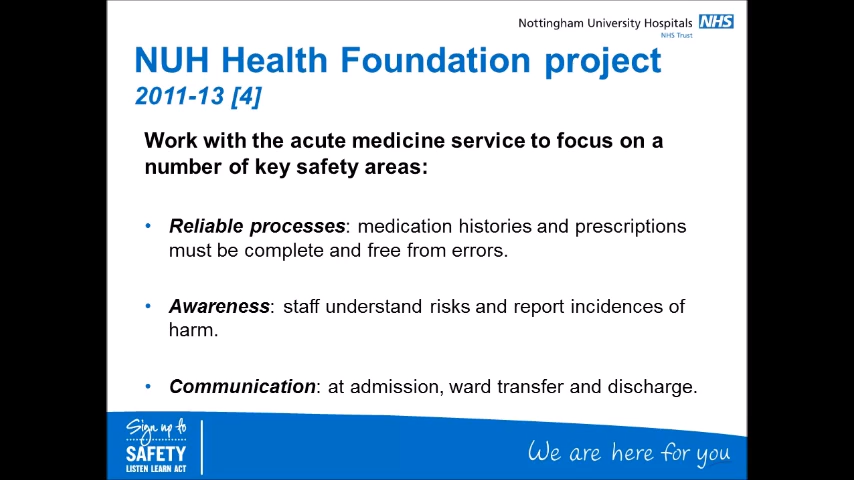 Nottingham University Hospitals NHS
NHS Trust
NUH Health Foundation project
2011-13 [4]
Work with the acute medicine service to focus on a
number of key safety areas:
• Reliable processes: medication histories and prescriptions
must be complete and free from errors.
• Awareness: staff understand risks and report incidences of
harm.
• Communication: at admission, ward transfer and discharge.
Sign up to
SAFETY
LISTEN LEARN ACT
We are here for you